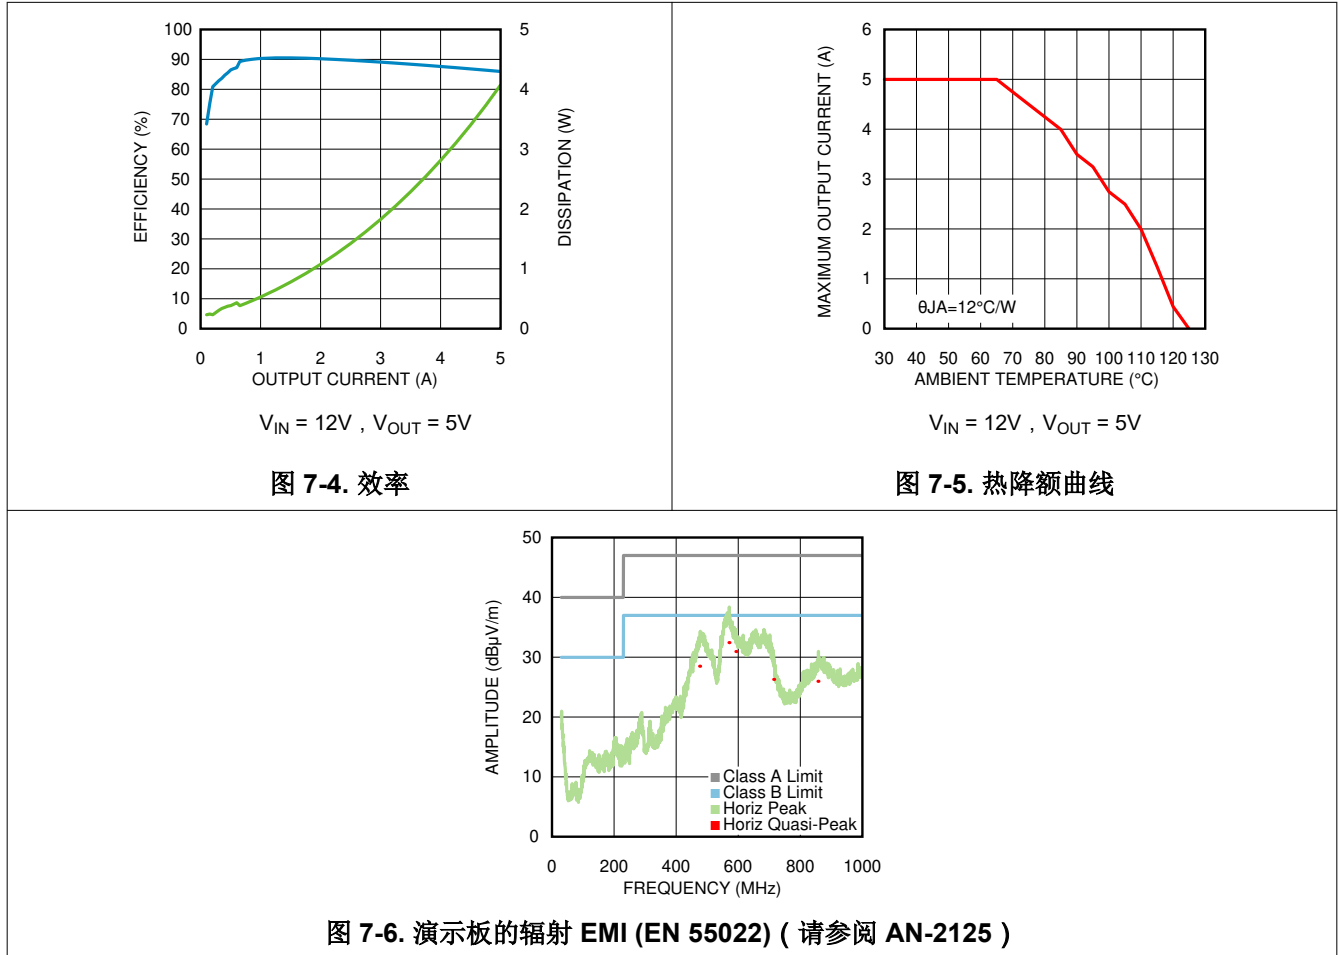 100
90
80
70
60
50
40
30
20
10
0
EFFICIENCY (%)
5
4
3
2
1
0
DISSIPATION (W)
0 1 2 3 4 5
OUTPUT CURRENT (A)
VIN = 12V，VOUT = 5V
图 7-4. 效率
6
5
4
3
2
1
0
MAXIMUM OUTPUT CURRENT (A)
θJA=12°C/W
30 40 50 60 70 80 90 100 110 120 130
AMBIENT TEMPERATURE (°C)
VIN = 12V，VOUT = 5V
图 7-5. 热降额曲线
50
40
30
20
10
0
AMPLITUDE (dBμV/m)
Class A Limit
Class B Limit
Horiz Peak
Horiz Quasi-Peak
0 200 400 600 800 1000
FREQUENCY (MHz)
图 7-6. 演示板的辐射 EMI (EN 55022)（请参阅 AN-2125）